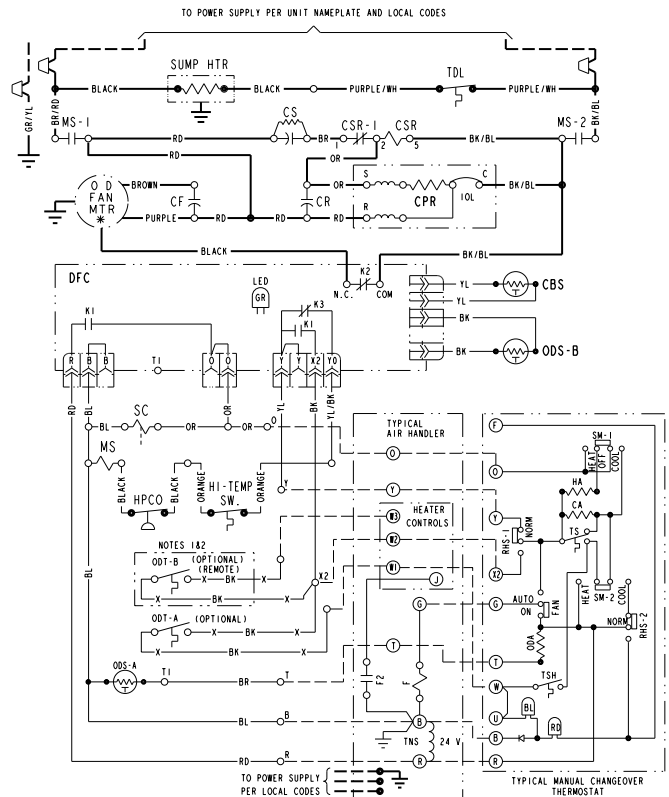 TO POWER SUPPLY PER UNIT NAMEPLATE AND LOCAL CODES
SUMP HTR
TDL
BLACK
BLACK
PURPLE/WH
PURPLE/WH
GR/YL
BR/RD
BK/BL
MS-1
CS
CSR-1
CSR
MS-2
RD
BR
1
2
5
BK/BL
RD
OR
O D
FAN
MTR
*
BROWN
CF
PURPLE
RD
OR
CR
RD
RD
S
R
CPR
IOL
C
BK/BL
BLACK
BK/BL
DFC
LED
GR
K2
N.C.
COM
YL
CBS
YL
BK
BK
ODS-B
K1
K3
K1
R
B
B
T1
O
O
Y
Y
X2
YO
RD
BL
OR
YL
BK
YL/BK
BL
SC
OR
OR
O
MS
BLACK
HPCO
BLACK
ORANGE
HI-TEMP
SW.
ORANGE
Y
NOTES 1&2
ODT-B
(OPTIONAL)
(REMOTE)
X
BK
X
X
BK
X2
BL
ODT-A
(OPTIONAL)
X
BK
X
X
BK
X
ODS-A
T1
BR
T
BL
B
RD
R
TYPICAL
AIR HANDLER
O
Y
W3
HEATER
CONTROLS
W2
W1
J
G
T
F2
F
B
TNS
24 V
R
TO POWER SUPPLY
PER LOCAL CODES
F
SM-1
HEAT
OFF
COOL
O
HA
CA
Y
RHS-1
NORM
TS
X2
HEAT
SM-2
COOL
G
AUTO
ON
FAN
NORM
RHS-2
ODA
T
W
TSH
U
BL
RD
B
R
TYPICAL MANUAL CHANGEOVER
THERMOSTAT